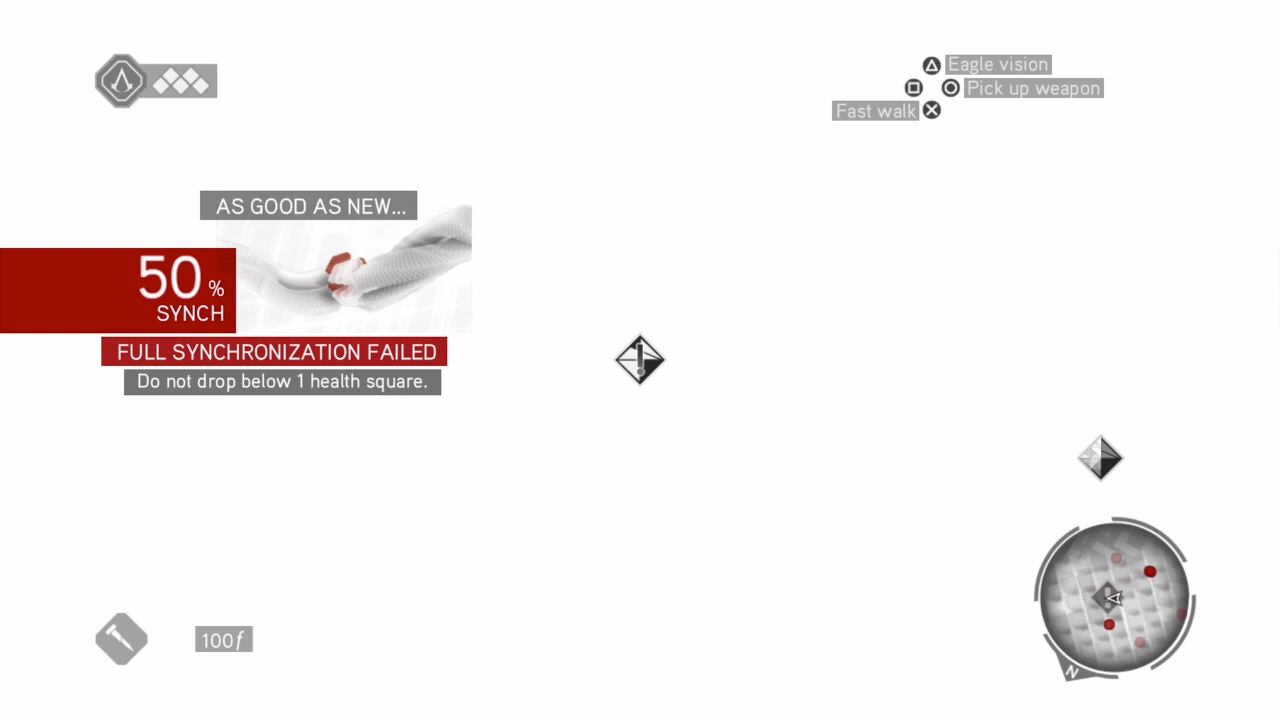 Eagle vision
Pick up weapon
Fast walk
AS GOOD AS NEW...
50 %
SYNCH
FULL SYNCHRONIZATION FAILED
Do not drop below 1 health square.
100ƒ
N